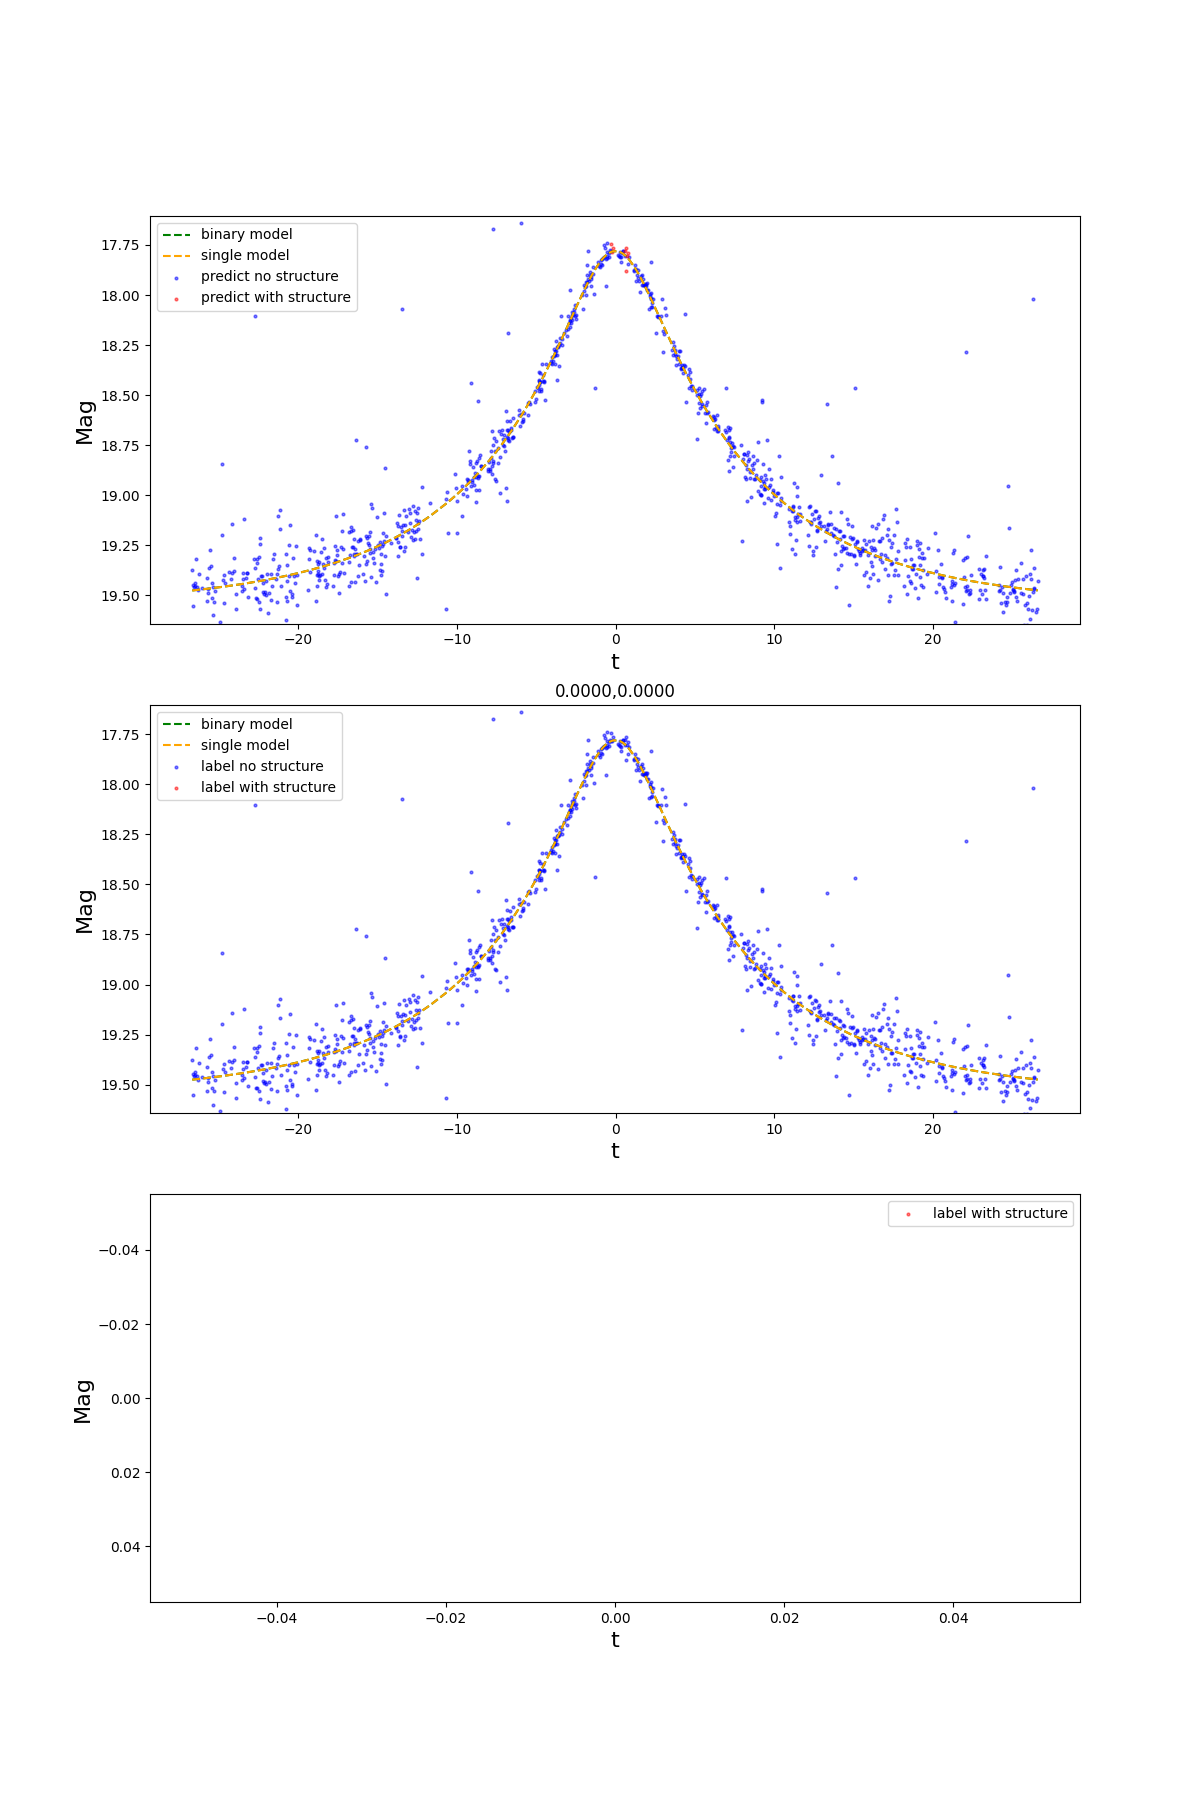 binary model
single model
predict no structure
predict with structure
17.75
18.00
18.25
18.50
18.75
19.00
19.25
19.50
Mag
−20
−10
0
10
20
t
0.0000,0.0000
binary model
single model
label no structure
label with structure
17.75
18.00
18.25
18.50
18.75
19.00
19.25
19.50
Mag
−20
−10
0
10
20
t
label with structure
−0.04
−0.02
0.00
0.02
0.04
Mag
−0.04
−0.02
0.00
0.02
0.04
t